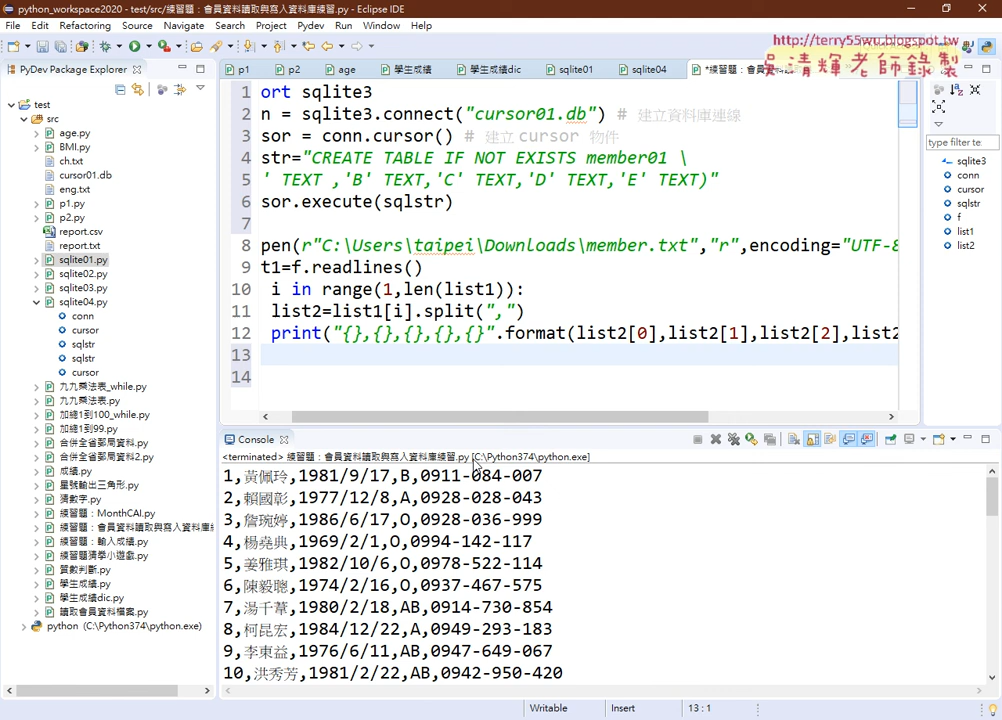 python_workspace2020 - test/src/練習題：會員資料讀取與寫入資料庫練習.py - Eclipse IDE
File Edit Refactoring Source Navigate Search Project Pydev Run Window Help
http://terry55wu.blogspot.tw
吳清輝老師錄製
PyDev Package Explorer
p1 p2 age 學生成績 學生成績dic sqlite01 sqlite04 *練習題：會員
test
src
age.py
BMI.py
ch.txt
cursor01.db
eng.txt
p1.py
p2.py
report.csv
report.txt
sqlite01.py
sqlite02.py
sqlite03.py
sqlite04.py
conn
cursor
sqlstr
sqlstr
cursor
九九乘法表_while.py
九九乘法表.py
加總1到100_while.py
加總1到99.py
合併全省郵局資料.py
合併全省郵局資料2.py
成績.py
星號輸出三角形.py
猜數字.py
練習題：MonthCAI.py
練習題：會員資料讀取與寫入資料庫
練習題：輸入成績.py
練習題猜學小遊戲.py
質數判斷.py
學生成績.py
學生成績dic.py
讀取會員資料檔案.py
python (C:\Python374\python.exe)
1 ort sqlite3
2 n = sqlite3.connect("cursor01.db") # 建立資料庫連線
3 sor = conn.cursor() # 建立 cursor 物件
4 str="CREATE TABLE IF NOT EXISTS member01 \
5 ' TEXT ,'B' TEXT,'C' TEXT,'D' TEXT,'E' TEXT)"
6 sor.execute(sqlstr)
7
8 pen(r"C:\Users\taipei\Downloads\member.txt","r",encoding="UTF-8
9 t1=f.readlines()
10 i in range(1,len(list1)):
11 list2=list1[i].split(",")
12 print("{},{},{},{},{}".format(list2[0],list2[1],list2[2],list2
13
14
type filter te
sqlite3
conn
cursor
sqlstr
f
list1
list2
Console
<terminated> 練習題：會員資料讀取與寫入資料庫練習.py [C:\Python374\python.exe]
1,黃佩玲,1981/9/17,B,0911-084-007
2,賴國彰,1977/12/8,A,0928-028-043
3,詹琬婷,1986/6/17,O,0928-036-999
4,楊堯典,1969/2/1,O,0994-142-117
5,姜雅琪,1982/10/6,O,0978-522-114
6,陳毅聰,1974/2/16,O,0937-467-575
7,湯千葦,1980/2/18,AB,0914-730-854
8,柯昆宏,1984/12/22,A,0949-293-183
9,李東益,1976/6/11,AB,0947-649-067
10,洪秀芳,1981/2/22,AB,0942-950-420
Writable Insert 13 : 1